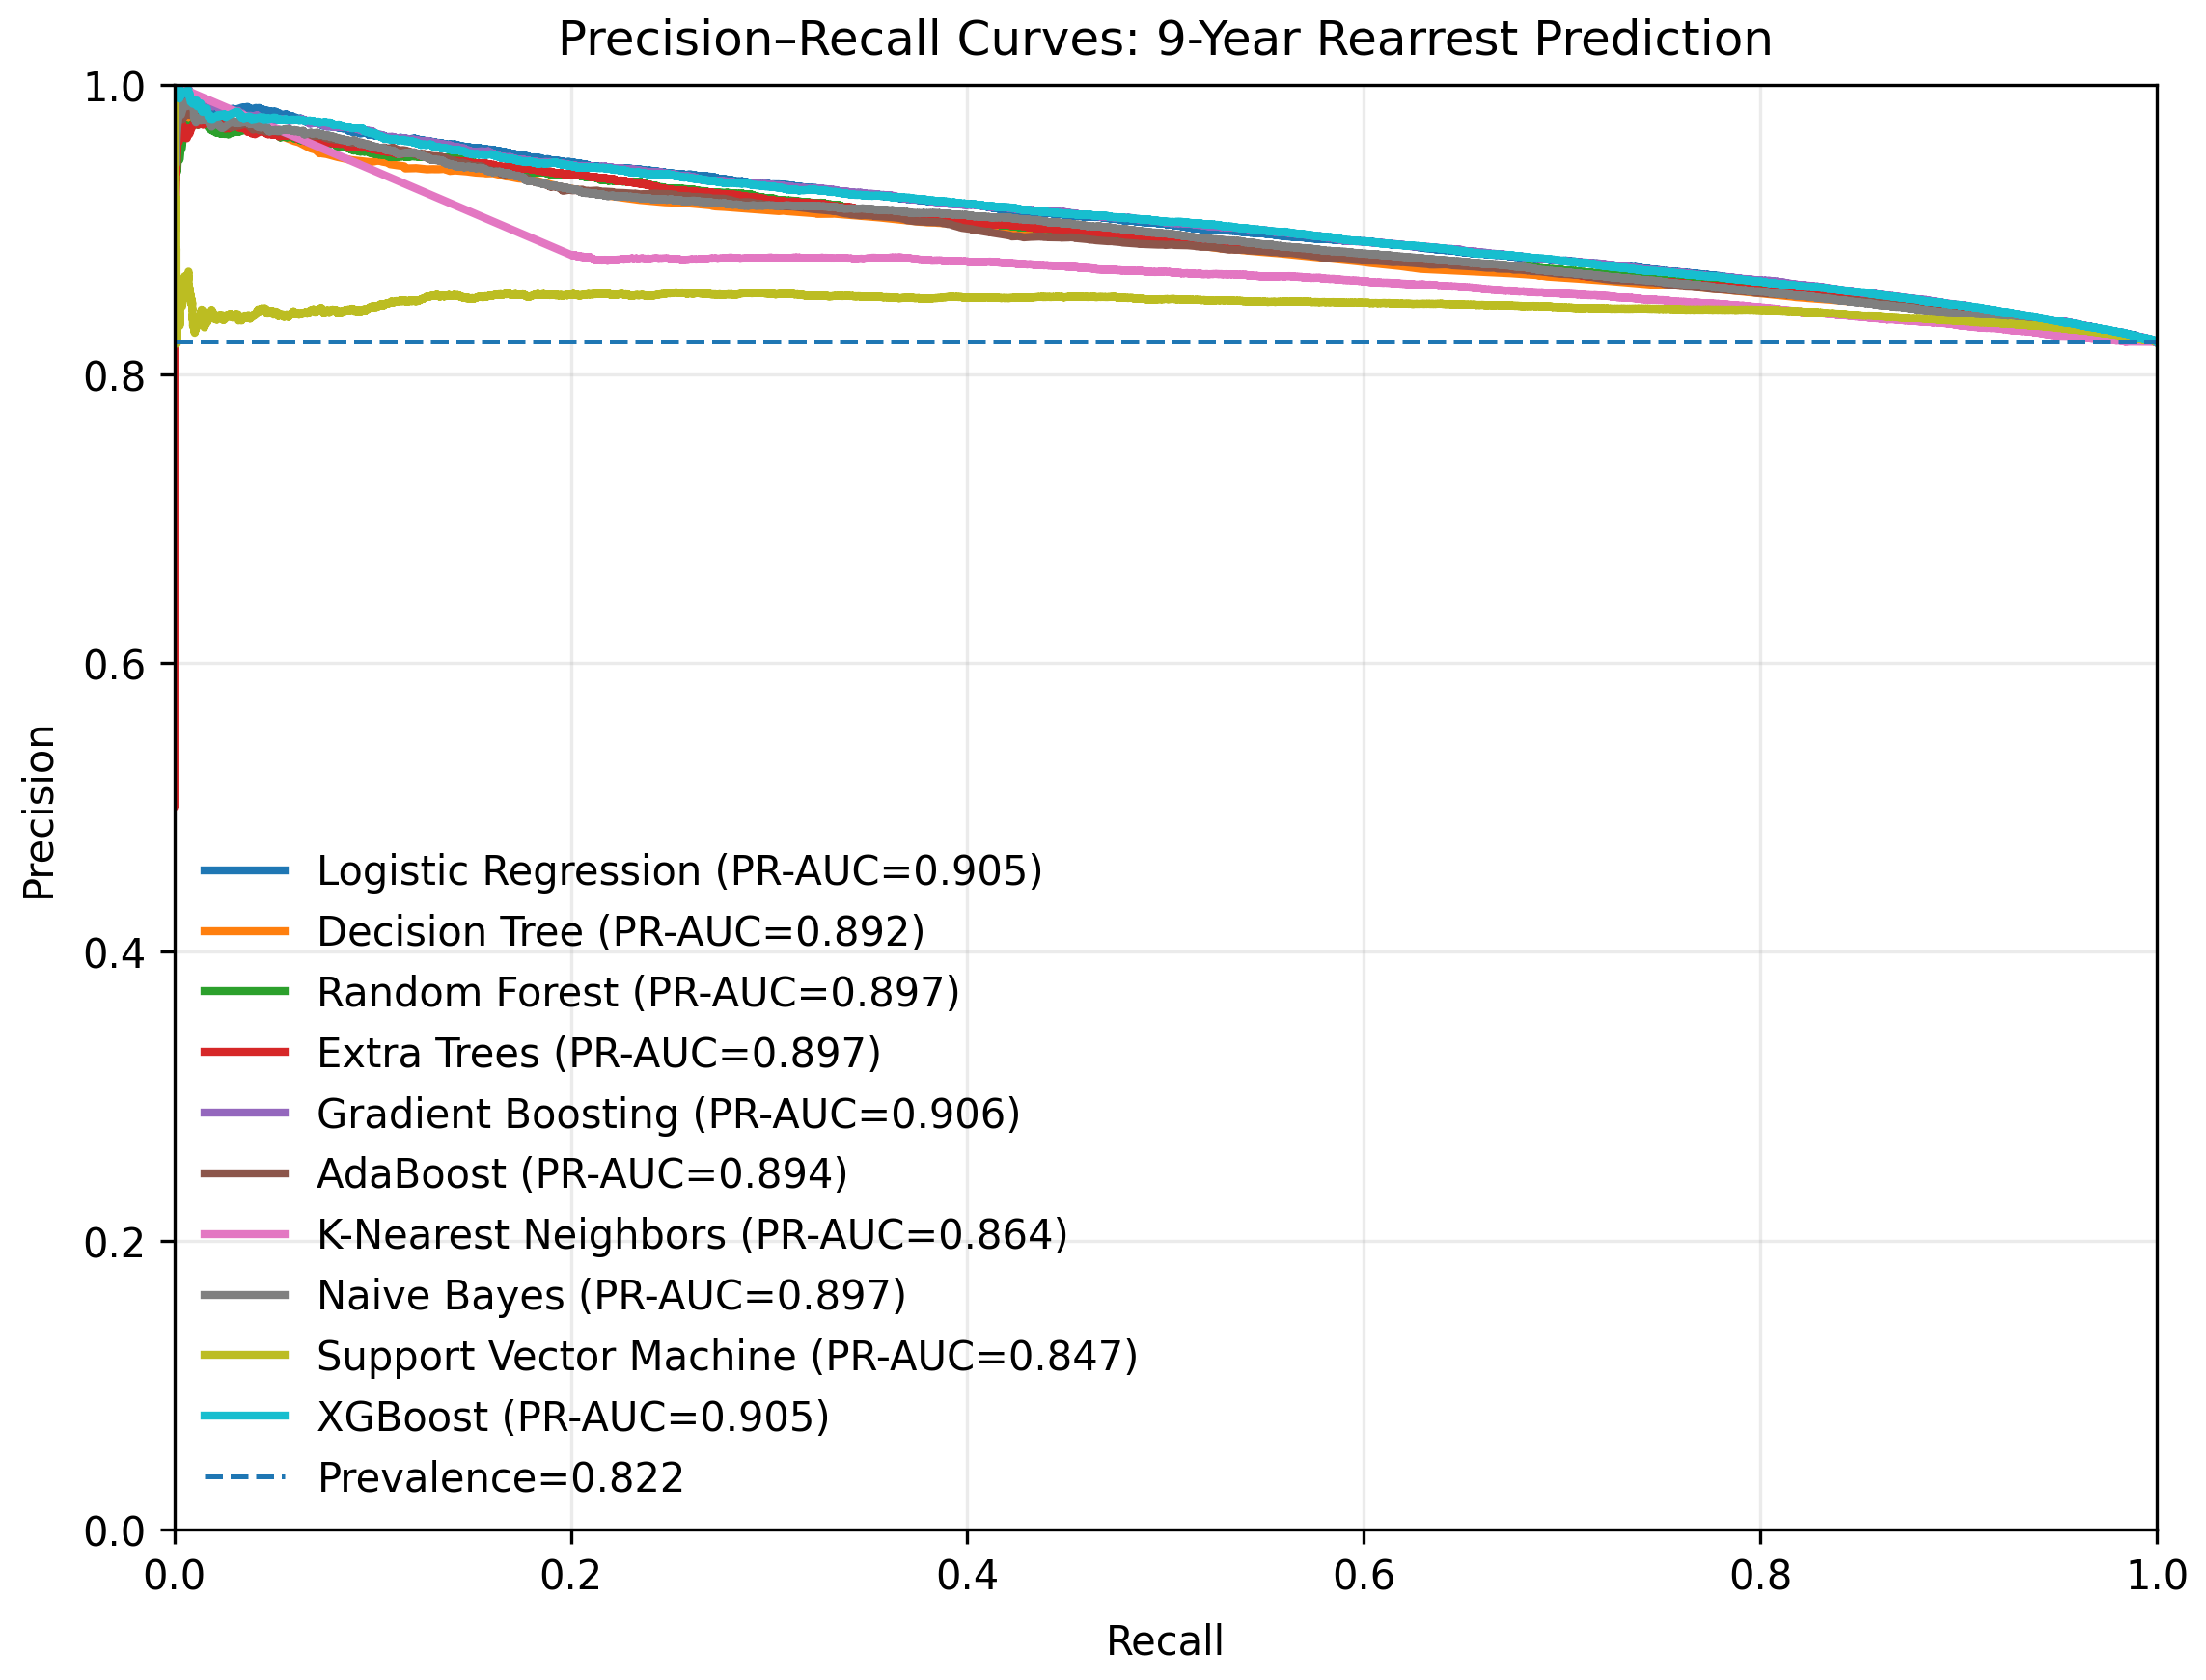 Precision–Recall Curves: 9-Year Rearrest Prediction
1.0
0.8
0.6
0.4
0.2
0.0
Precision
Logistic Regression (PR-AUC=0.905)
Decision Tree (PR-AUC=0.892)
Random Forest (PR-AUC=0.897)
Extra Trees (PR-AUC=0.897)
Gradient Boosting (PR-AUC=0.906)
AdaBoost (PR-AUC=0.894)
K-Nearest Neighbors (PR-AUC=0.864)
Naive Bayes (PR-AUC=0.897)
Support Vector Machine (PR-AUC=0.847)
XGBoost (PR-AUC=0.905)
Prevalence=0.822
0.0 0.2 0.4 0.6 0.8 1.0
Recall